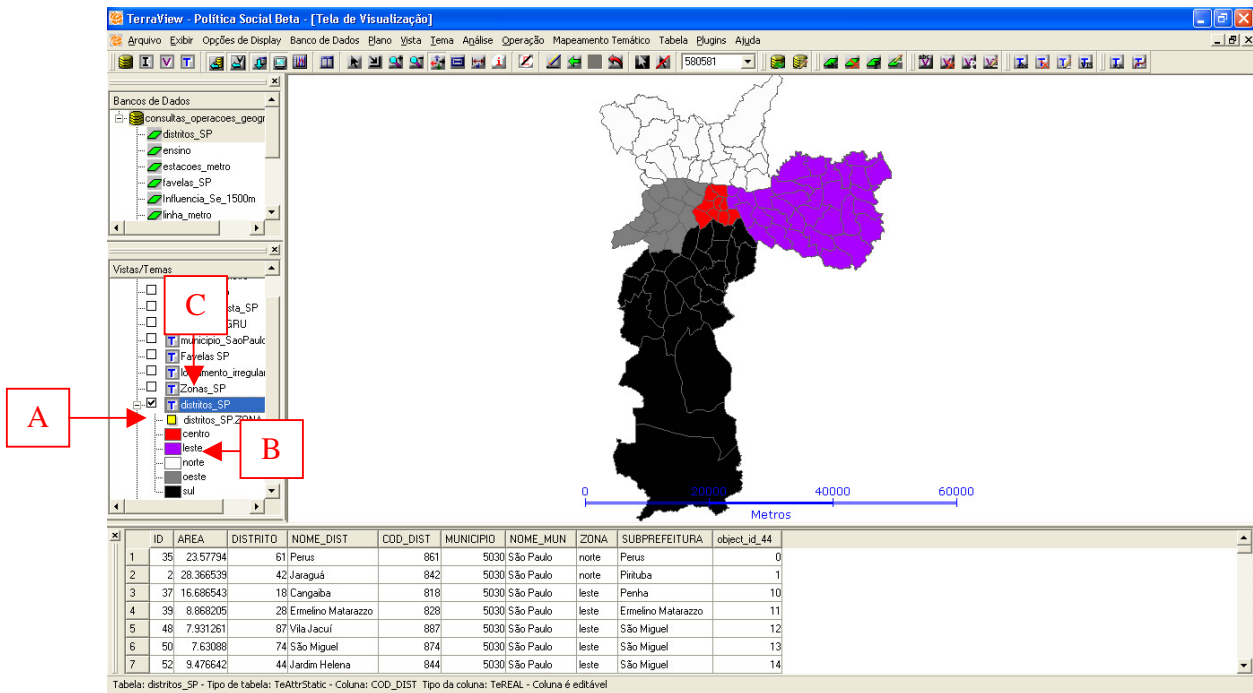 TerraView - Política Social Beta - [Tela de Visualização]
Arquivo Exibir Opções de Display Banco de Dados Plano Vista Tema Análise Operação Mapeamento Temático Tabela Plugins Ajuda
I V T 580581
Bancos de Dados
consultas_operacoes_geogr
distritos_SP
ensino
estacoes_metro
favelas_SP
Influencia_Se_1500m
linha_metro
Vistas/Temas
sta_SP
GRU
municipio_SaoPaulo
Favelas SP
Zonas_SP
distritos_SP
distritos_SP.ZONA
centro
leste
norte
oeste
sul
A
B
C
0 20000 40000 60000
Metros
ID AREA DISTRITO NOME_DIST COD_DIST MUNICIPIO NOME_MUN ZONA SUBPREFEITURA object_id_44
1 35 23.57794 61 Perus 861 5030 São Paulo norte Perus 0
2 2 28.366539 42 Jaraguá 842 5030 São Paulo norte Pirituba 1
3 37 16.686543 18 Cangaiba 818 5030 São Paulo leste Penha 10
4 39 8.868205 28 Ermelino Matarazzo 828 5030 São Paulo leste Ermelino Matarazzo 11
5 48 7.931261 87 Vila Jacuí 887 5030 São Paulo leste São Miguel 12
6 50 7.63088 74 São Miguel 874 5030 São Paulo leste São Miguel 13
7 52 9.476642 44 Jardim Helena 844 5030 São Paulo leste São Miguel 14
Tabela: distritos_SP - Tipo de tabela: TeAttrStatic - Coluna: COD_DIST Tipo da coluna: TeREAL - Coluna é editável